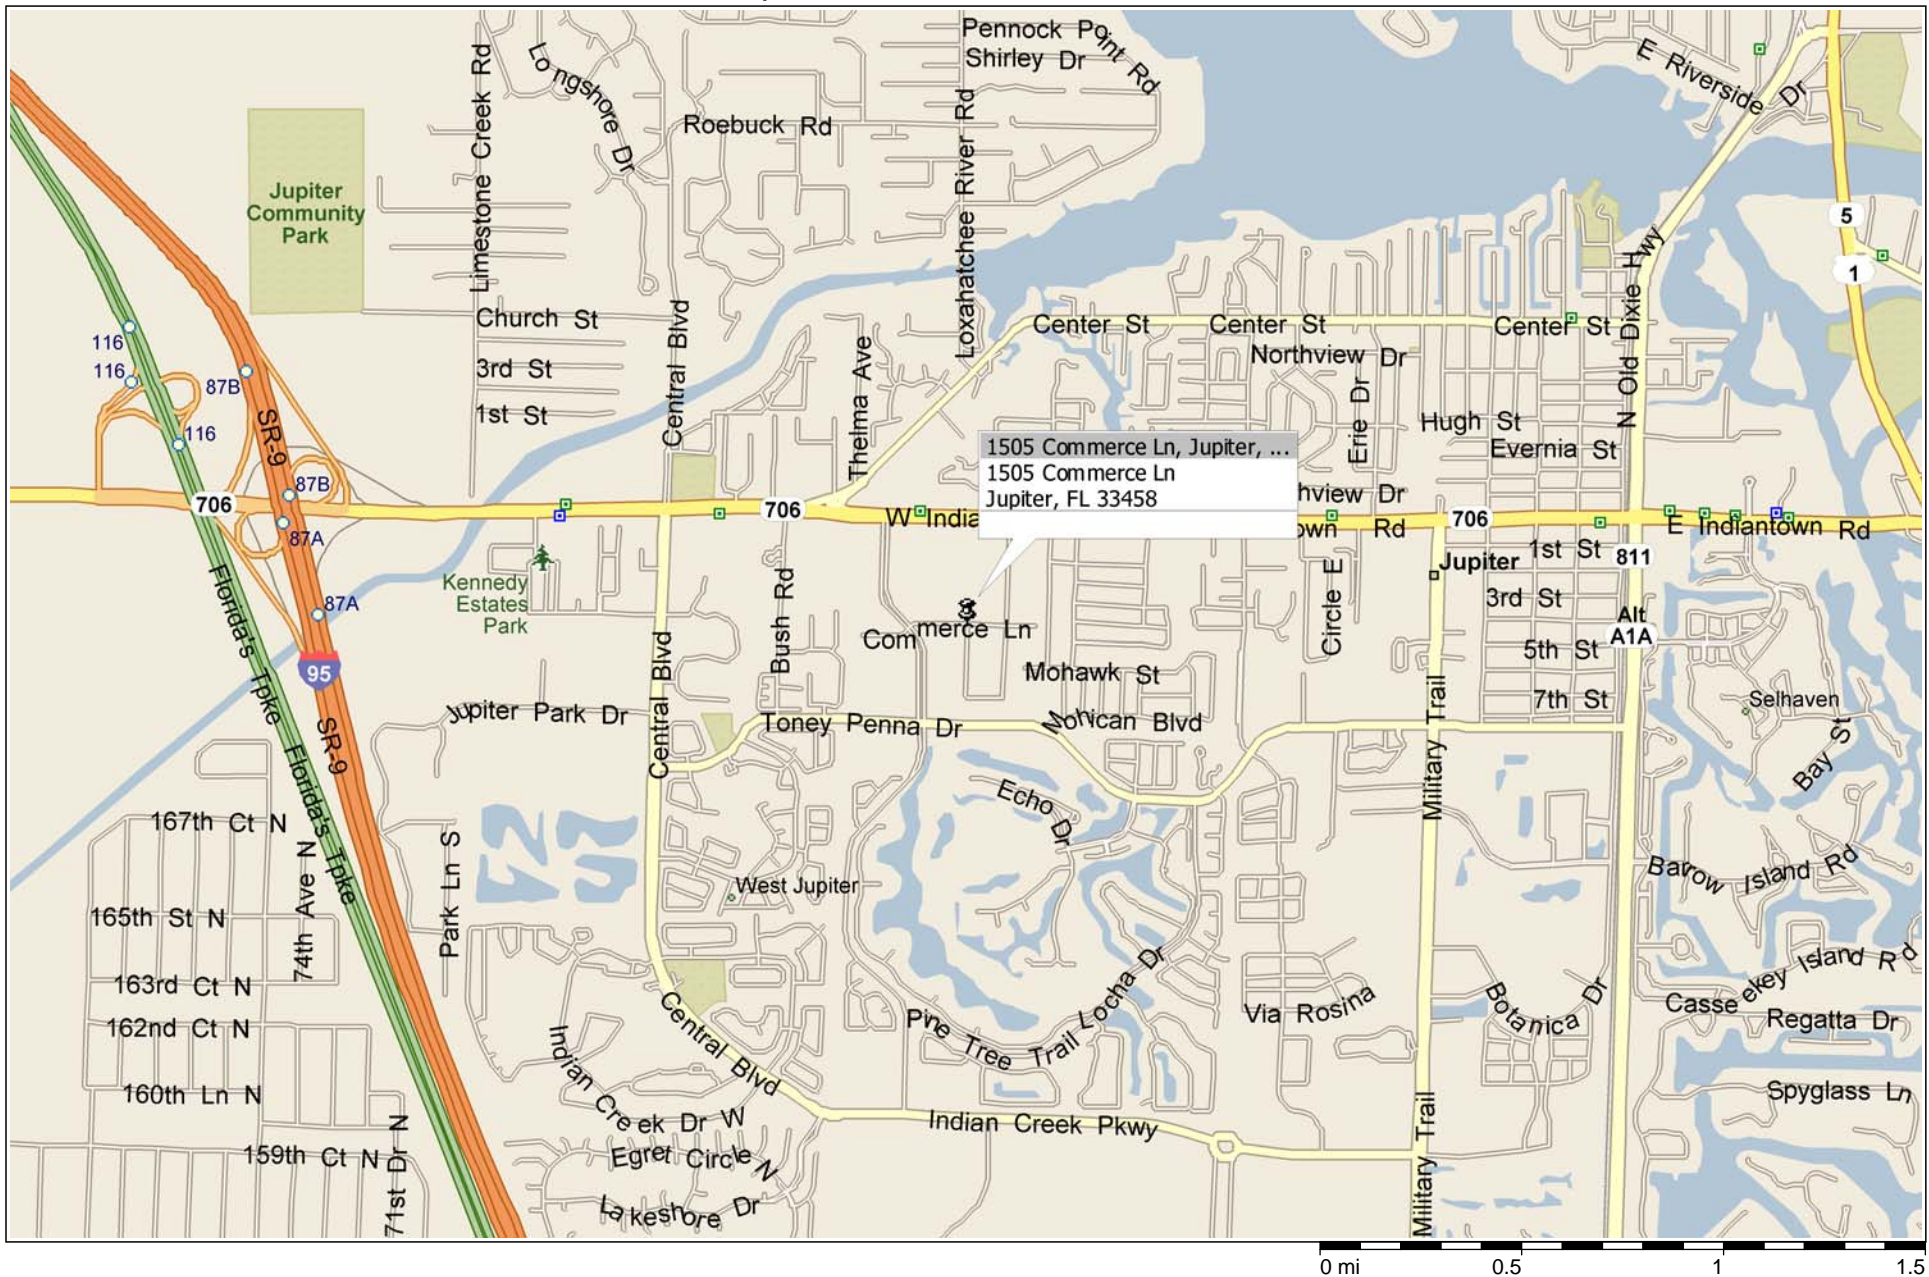 Pennock Point Rd
Shirley Dr
E Riverside Dr
Limestone Creek Rd
Longshore Dr
Roebuck Rd
Loxahatchee River Rd
Jupiter
Community
Park
5
1
N Old Dixie Hwy
Church St
Central Blvd
Center St
Center St
Center St
116
116
116
87B
3rd St
Thelma Ave
Northview Dr
Erie Dr
1st St
SR-9
Hugh St
Evernia St
1505 Commerce Ln, Jupiter, ...
1505 Commerce Ln
Jupiter, FL 33458
87B
706
706
W India
hview Dr
own Rd
706
E Indiantown Rd
87A
1st St
811
Jupiter
Kennedy
Estates
Park
Florida's Tpke
87A
Bush Rd
Circle E
3rd St
Alt
A1A
Commerce Ln
Central Blvd
5th St
95
Mohawk St
7th St
Selhaven
Jupiter Park Dr
Toney Penna Dr
Mohican Blvd
Military Trail
SR-9
Florida's Tpke
Bay St
Echo Dr
167th Ct N
74th Ave N
Park Ln S
West Jupiter
Barrow Island Rd
165th St N
163rd Ct N
Cassekey Island Rd
Botanica Dr
Via Rosina
Pine Tree Trail
Locha Dr
Regatta Dr
162nd Ct N
Central Blvd
Indian Creek Dr W
160th Ln N
Spyglass Ln
Indian Creek Pkwy
Military Trail
159th Ct N
71st Dr N
Egret Circle N
Lakeshore Dr
Military Trail
0 mi
0.5
1
1.5